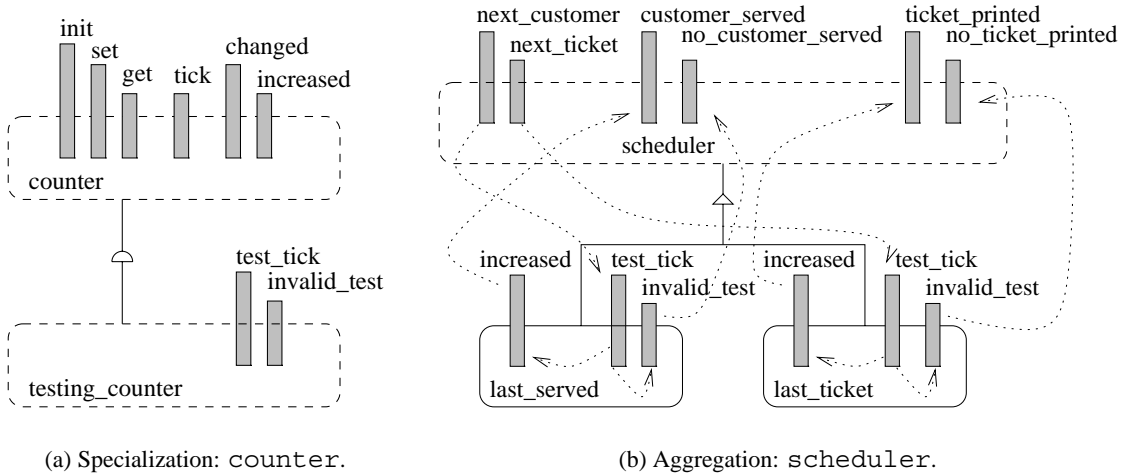 init
set
get
tick
changed
increased
counter
test_tick
invalid_test
testing_counter
(a) Specialization: counter.
next_customer
next_ticket
customer_served
no_customer_served
ticket_printed
no_ticket_printed
scheduler
increased
test_tick
invalid_test
last_served
increased
test_tick
invalid_test
last_ticket
(b) Aggregation: scheduler.